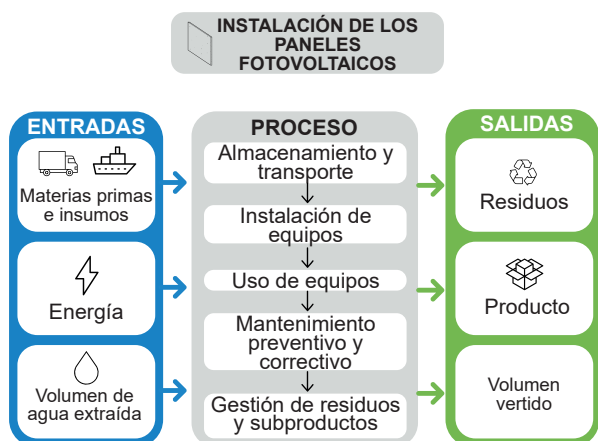 INSTALACIÓN DE LOS
PANELES
FOTOVOLTAICOS
ENTRADAS
Materias primas
e insumos
Energía
Volumen de
agua extraída
PROCESO
Almacenamiento y
transporte
Instalación de
equipos
Uso de equipos
Mantenimiento
preventivo y
correctivo
Gestión de residuos
y subproductos
SALIDAS
Residuos
Producto
Volumen
vertido